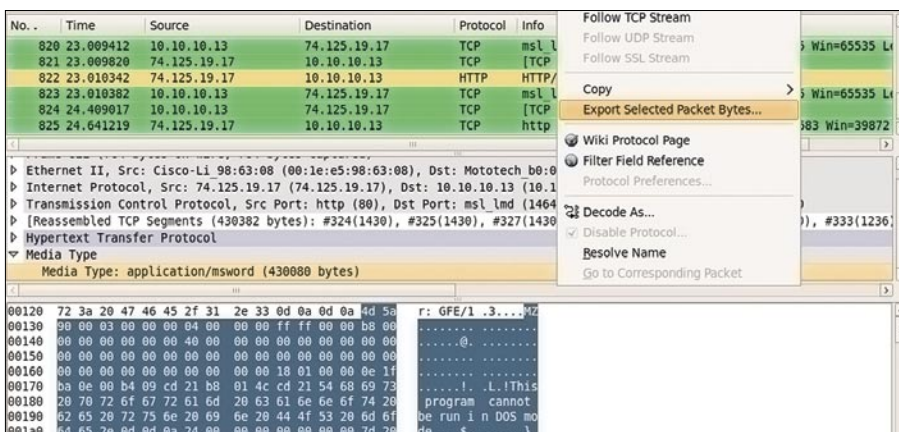 No. . Time Source Destination Protocol Info
820 23.009412 10.10.10.13 74.125.19.17 TCP msl_l Win=65535
821 23.009820 74.125.19.17 10.10.10.13 TCP [TCP
822 23.010342 74.125.19.17 10.10.10.13 HTTP HTTP/
823 23.010382 10.10.10.13 74.125.19.17 TCP msl_l Win=65535
824 24.409017 10.10.10.13 74.125.19.17 TCP [TCP
825 24.641219 74.125.19.17 10.10.10.13 TCP http 583 Win=39872
Follow TCP Stream
Follow UDP Stream
Follow SSL Stream
Copy
Export Selected Packet Bytes...
Wiki Protocol Page
Filter Field Reference
Protocol Preferences...
Decode As...
Disable Protocol...
Resolve Name
Go to Corresponding Packet
Ethernet II, Src: Cisco-Li_98:63:08 (00:1e:e5:98:63:08), Dst: Mototech_b0:0
Internet Protocol, Src: 74.125.19.17 (74.125.19.17), Dst: 10.10.10.13 (10.1
Transmission Control Protocol, Src Port: http (80), Dst Port: msl_lmd (1464
[Reassembled TCP Segments (430382 bytes): #324(1430), #325(1430), #327(1430 ), #333(1236)
Hypertext Transfer Protocol
Media Type
Media Type: application/msword (430080 bytes)
00120 72 3a 20 47 46 45 2f 31 2e 33 0d 0a 0d 0a 4d 5a r: GFE/1 .3....MZ
00130 90 00 03 00 00 00 04 00 00 00 ff ff 00 00 b8 00 ........ ........
00140 00 00 00 00 00 00 40 00 00 00 00 00 00 00 00 00 ......@. ........
00150 00 00 00 00 00 00 00 00 00 00 00 00 00 00 00 00 ........ ........
00160 00 00 00 00 00 00 00 00 00 00 18 01 00 00 0e 1f ........ ........
00170 ba 0e 00 b4 09 cd 21 b8 01 4c cd 21 54 68 69 73 ......!. .L.!This
00180 20 70 72 6f 67 72 61 6d 20 63 61 6e 6e 6f 74 20 program cannot
00190 62 65 20 72 75 6e 20 69 6e 20 44 4f 53 20 6d 6f be run i n DOS mo